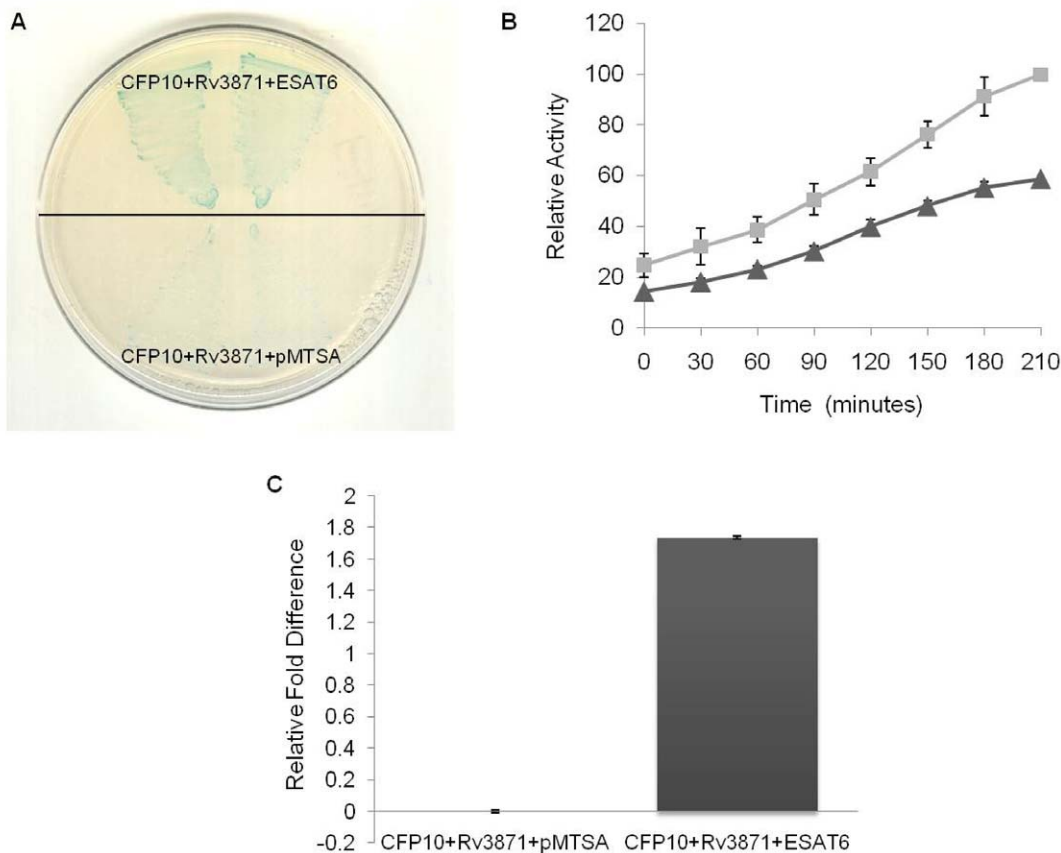 A
CFP10+Rv3871+ESAT6
CFP10+Rv3871+pMTSA
B
Relative Activity
120
100
80
60
40
20
0
0 30 60 90 120 150 180 210
Time (minutes)
C
Relative Fold Difference
2
1.8
1.6
1.4
1.2
1
0.8
0.6
0.4
0.2
0
-0.2
CFP10+Rv3871+pMTSA CFP10+Rv3871+ESAT6